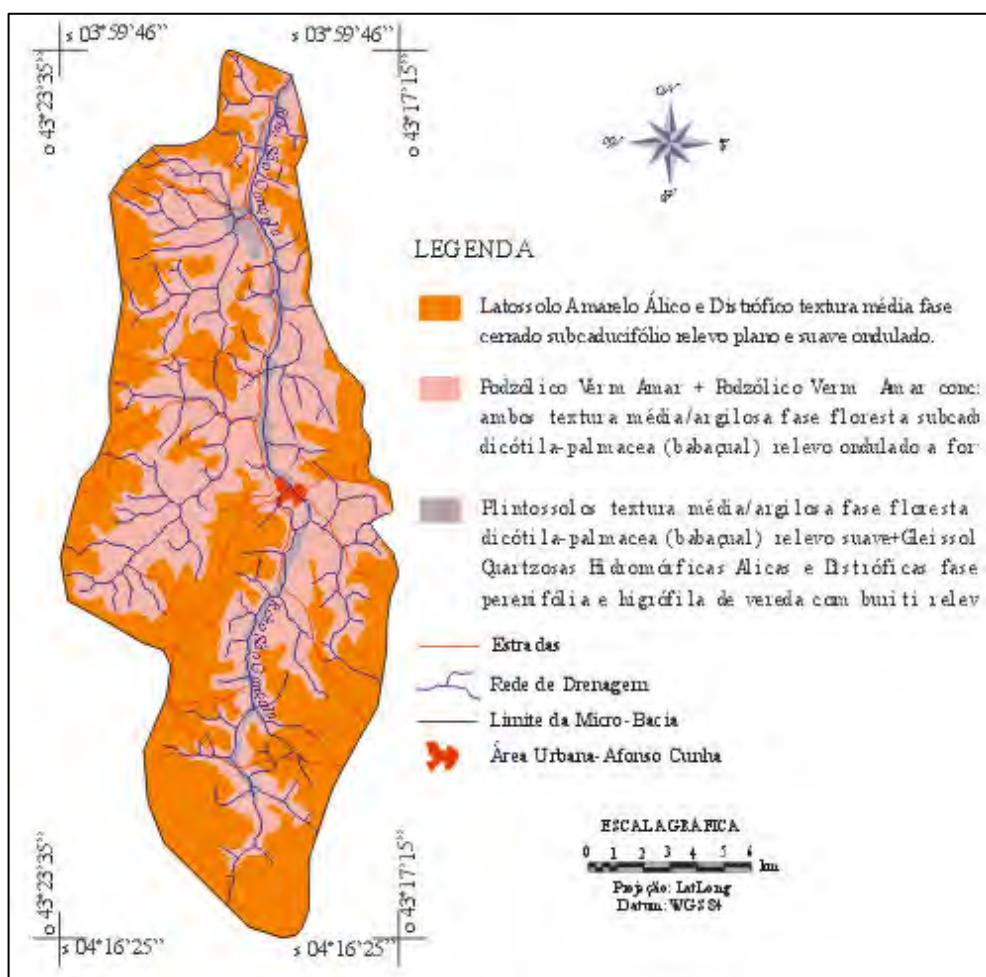 S 03°59'46'' S 03°59'46''
O 43°23'35''
O 43°17'15''
N
E
LEGENDA
Latossolo Amarelo Álico e Distrófico textura média fase
cerrado subcaducifólio relevo plano e suave ondulado.
Podzólico Verm Amar + Podzólico Verm Amar conc:
ambos textura média/argilosa fase floresta subcad
dicótila-palmacea (babaçual) relevo ondulado a for
Plintossolos textura média/argilosa fase floresta
dicótila-palmacea (babaçual) relevo suave+Gleissol
Quartzosas Hidromórficas Álicas e Distróficas fase
perenifólia e higrófila de vereda com buriti relev
Estradas
Rede de Drenagem
Limite da Micro-Bacia
Área Urbana-Afonso Cunha
ESCALA GRÁFICA
0 1 2 3 4 5 6
km
Projeção: LatLong
Datum: WGS84
O 43°23'35''
O 43°17'15''
S 04°16'25'' S 04°16'25''